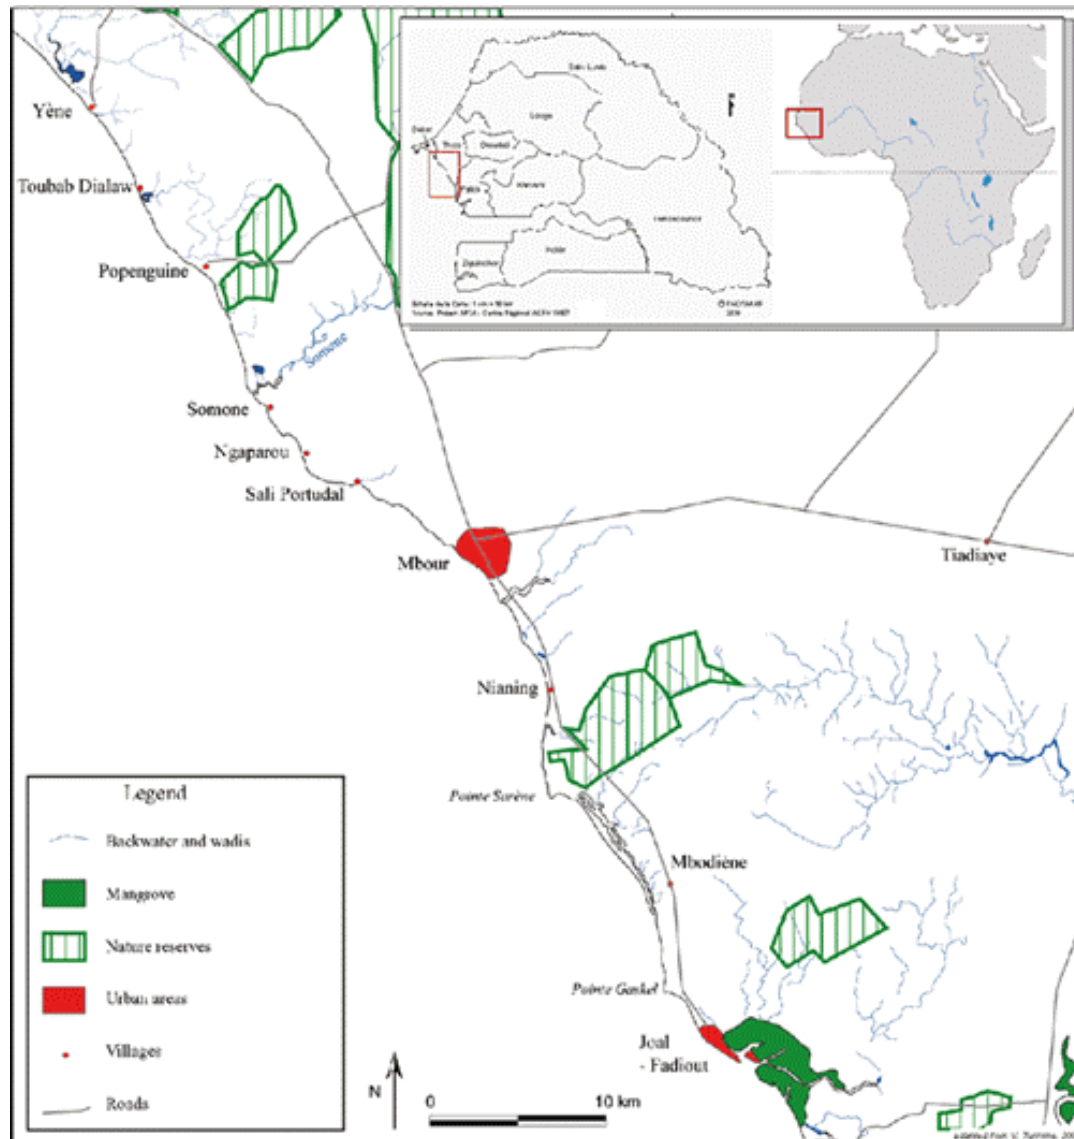 Yène
Toubab Dialaw
Popenguine
Somone
Somone
Ngaparou
Sali Portudal
Mbour
Tiadiaye
Nianing
Pointe Sarène
Mbodiène
Pointe Gaskel
Joal
- Fadiout
Saint Louis
Louga
Dakar
Thies
Diourbel
Fatick
Kaolack
Tambacounda
Kolda
Ziguinchor
Legend
Backwater and wadis
Mangrove
Nature reserves
Urban areas
Villages
Roads
N
0
10 km